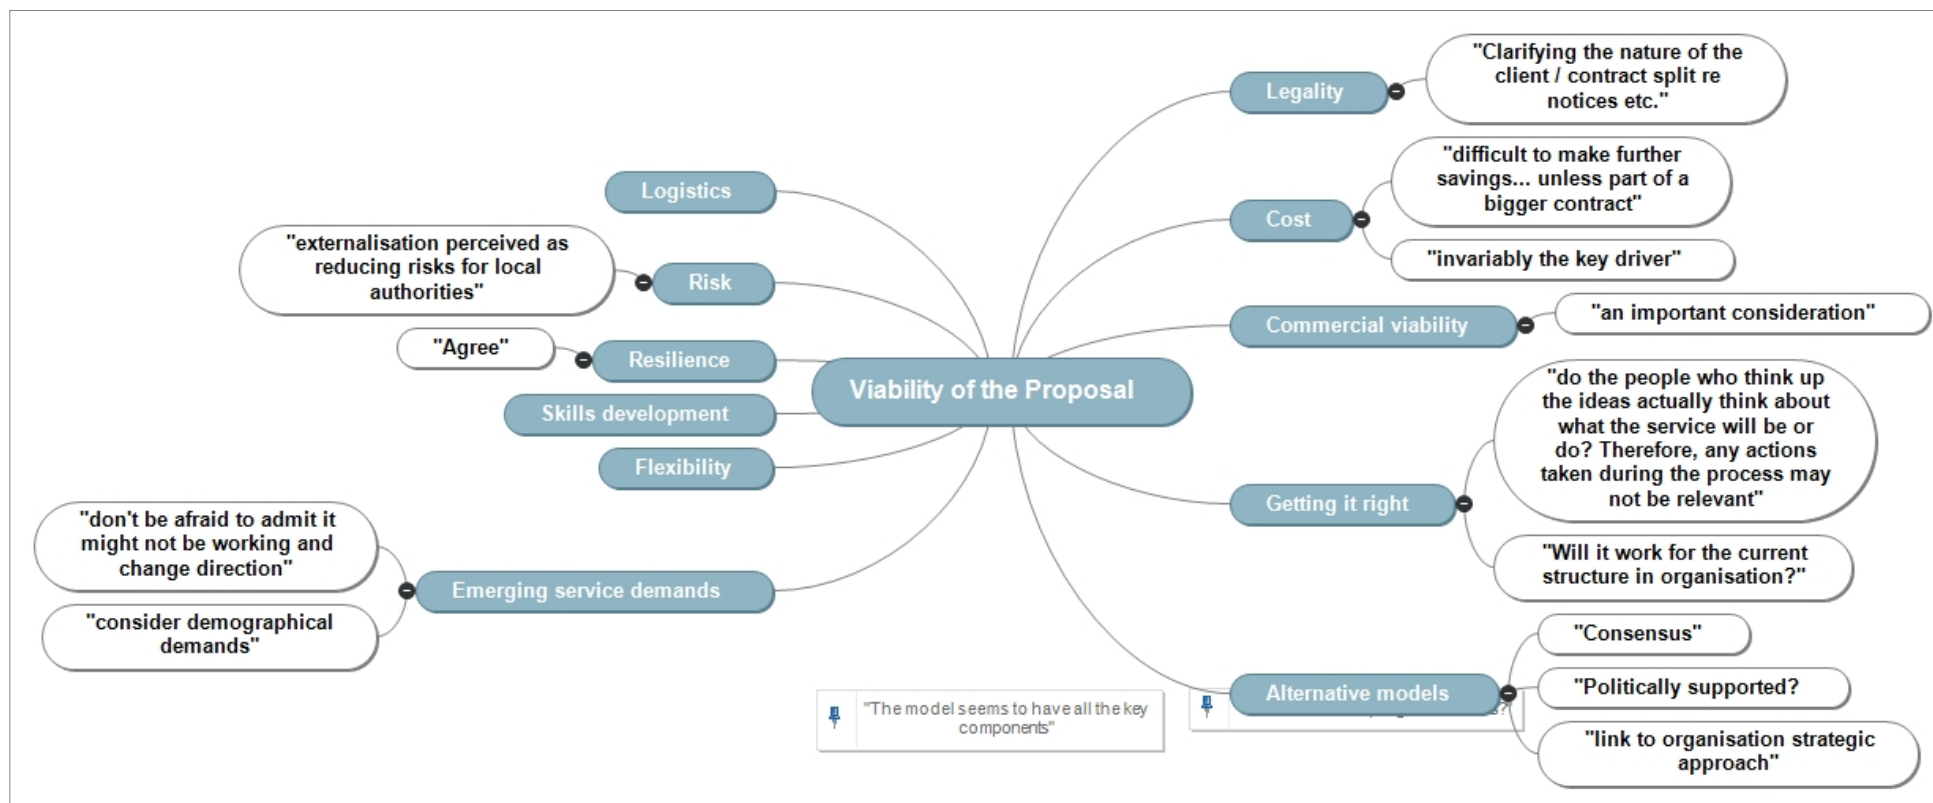 Viability of the Proposal
Legality
"Clarifying the nature of the
client / contract split re
notices etc."
Cost
"difficult to make further
savings... unless part of a
bigger contract"
"invariably the key driver"
Commercial viability
"an important consideration"
Getting it right
"do the people who think up
the ideas actually think about
what the service will be or
do? Therefore, any actions
taken during the process may
not be relevant"
"Will it work for the current
structure in organisation?"
Alternative models
"Consensus"
"Politically supported?
"link to organisation strategic
approach"
Logistics
Risk
"externalisation perceived as
reducing risks for local
authorities"
Resilience
"Agree"
Skills development
Flexibility
Emerging service demands
"don't be afraid to admit it
might not be working and
change direction"
"consider demographical
demands"
"The model seems to have all the key
components"